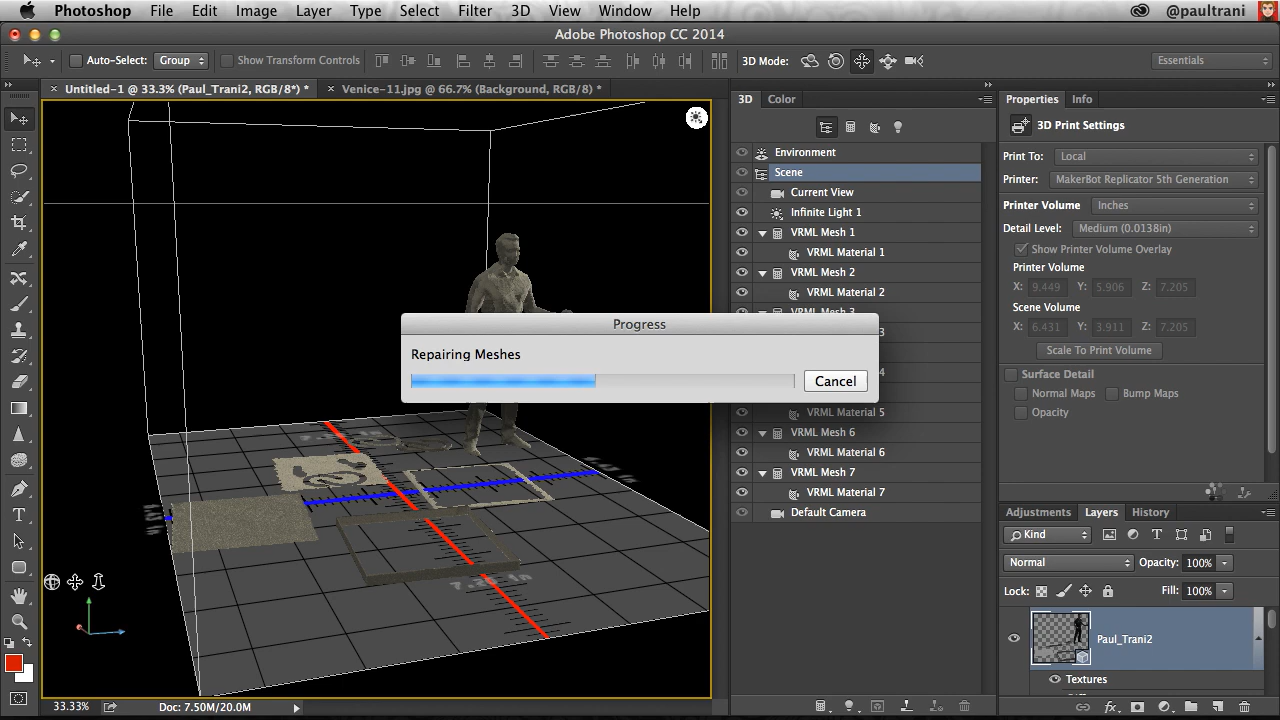 Photoshop File Edit Image Layer Type Select Filter 3D View Window Help @paultrani
Adobe Photoshop CC 2014
Auto-Select: Group Show Transform Controls 3D Mode: Essentials
Untitled-1 @ 33.3% (Paul_Trani2, RGB/8*) * Venice-11.jpg @ 66.7% (Background, RGB/8) *
3D Color
Environment
Scene
Current View
Infinite Light 1
VRML Mesh 1
VRML Material 1
VRML Mesh 2
VRML Material 2
VRML Mesh 3
3
4
VRML Material 5
VRML Mesh 6
VRML Material 6
VRML Mesh 7
VRML Material 7
Default Camera
Progress
Repairing Meshes
Cancel
Properties Info
3D Print Settings
Print To: Local
Printer: MakerBot Replicator 5th Generation
Printer Volume Inches
Detail Level: Medium (0.0138in)
Show Printer Volume Overlay
Printer Volume
X: 9.449 Y: 5.906 Z: 7.205
Scene Volume
X: 6.431 Y: 3.911 Z: 7.205
Scale To Print Volume
Surface Detail
Normal Maps Bump Maps
Opacity
Adjustments Layers History
Kind
Normal Opacity: 100%
Lock: Fill: 100%
Paul_Trani2
Textures
33.33% Doc: 7.50M/20.0M